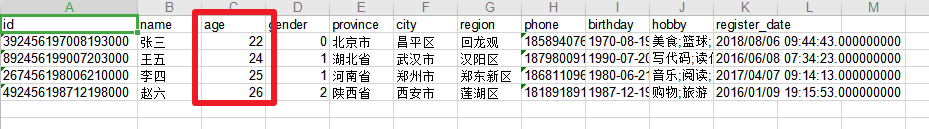 A B C D E F G H I J K L M
id name age gender province city region phone birthday hobby register_date
392456197008193000 张三 22 0 北京市 昌平区 回龙观 185894076 1970-08-19 美食;篮球; 2018/08/06 09:44:43.000000000
892456199007203000 王五 24 1 湖北省 武汉市 汉阳区 187980091 1990-07-20 写代码;读 2016/06/08 07:34:23.000000000
267456198006210000 李四 25 1 河南省 郑州市 郑东新区 186811096 1980-06-21 音乐;阅读; 2017/04/07 09:14:13.000000000
492456198712198000 赵六 26 2 陕西省 西安市 莲湖区 181891891 1987-12-19 购物;旅游 2016/01/09 19:15:53.000000000